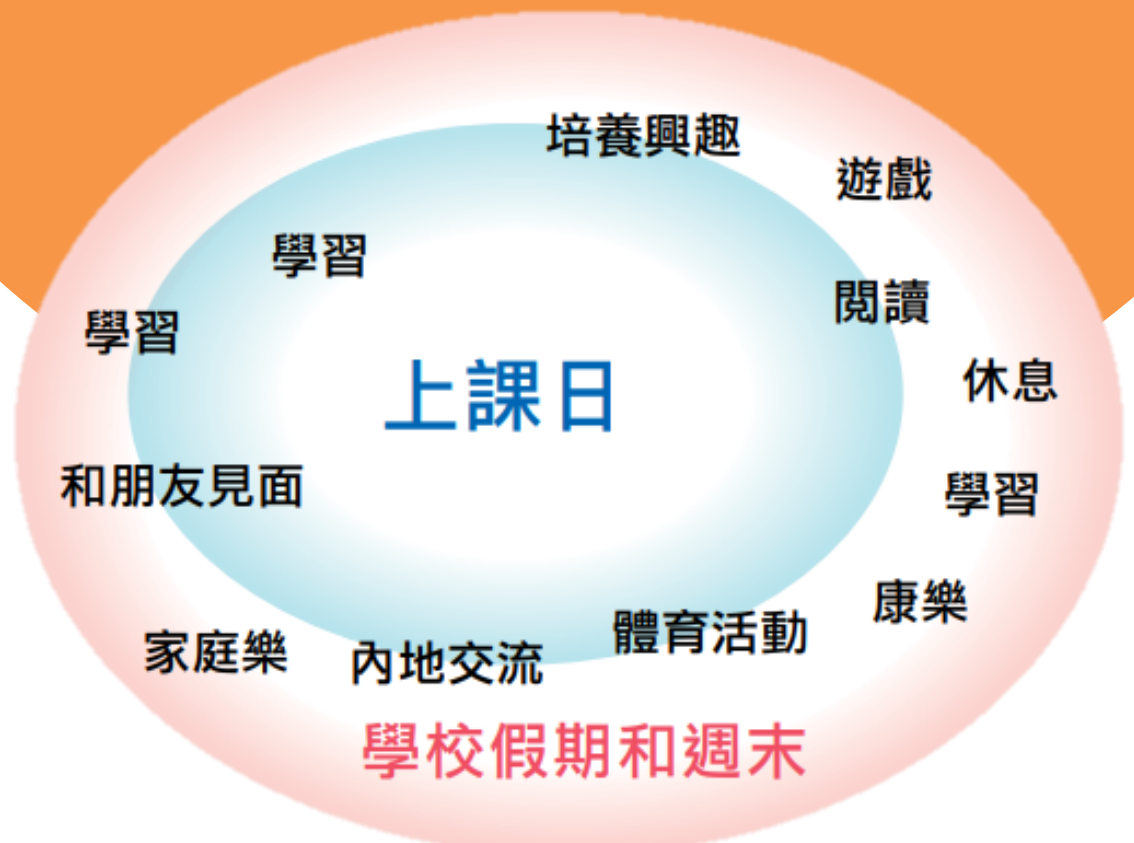 培養興趣
遊戲
學習
閱讀
學習
上課日
休息
和朋友見面
學習
康樂
體育活動
家庭樂
內地交流
學校假期和週末